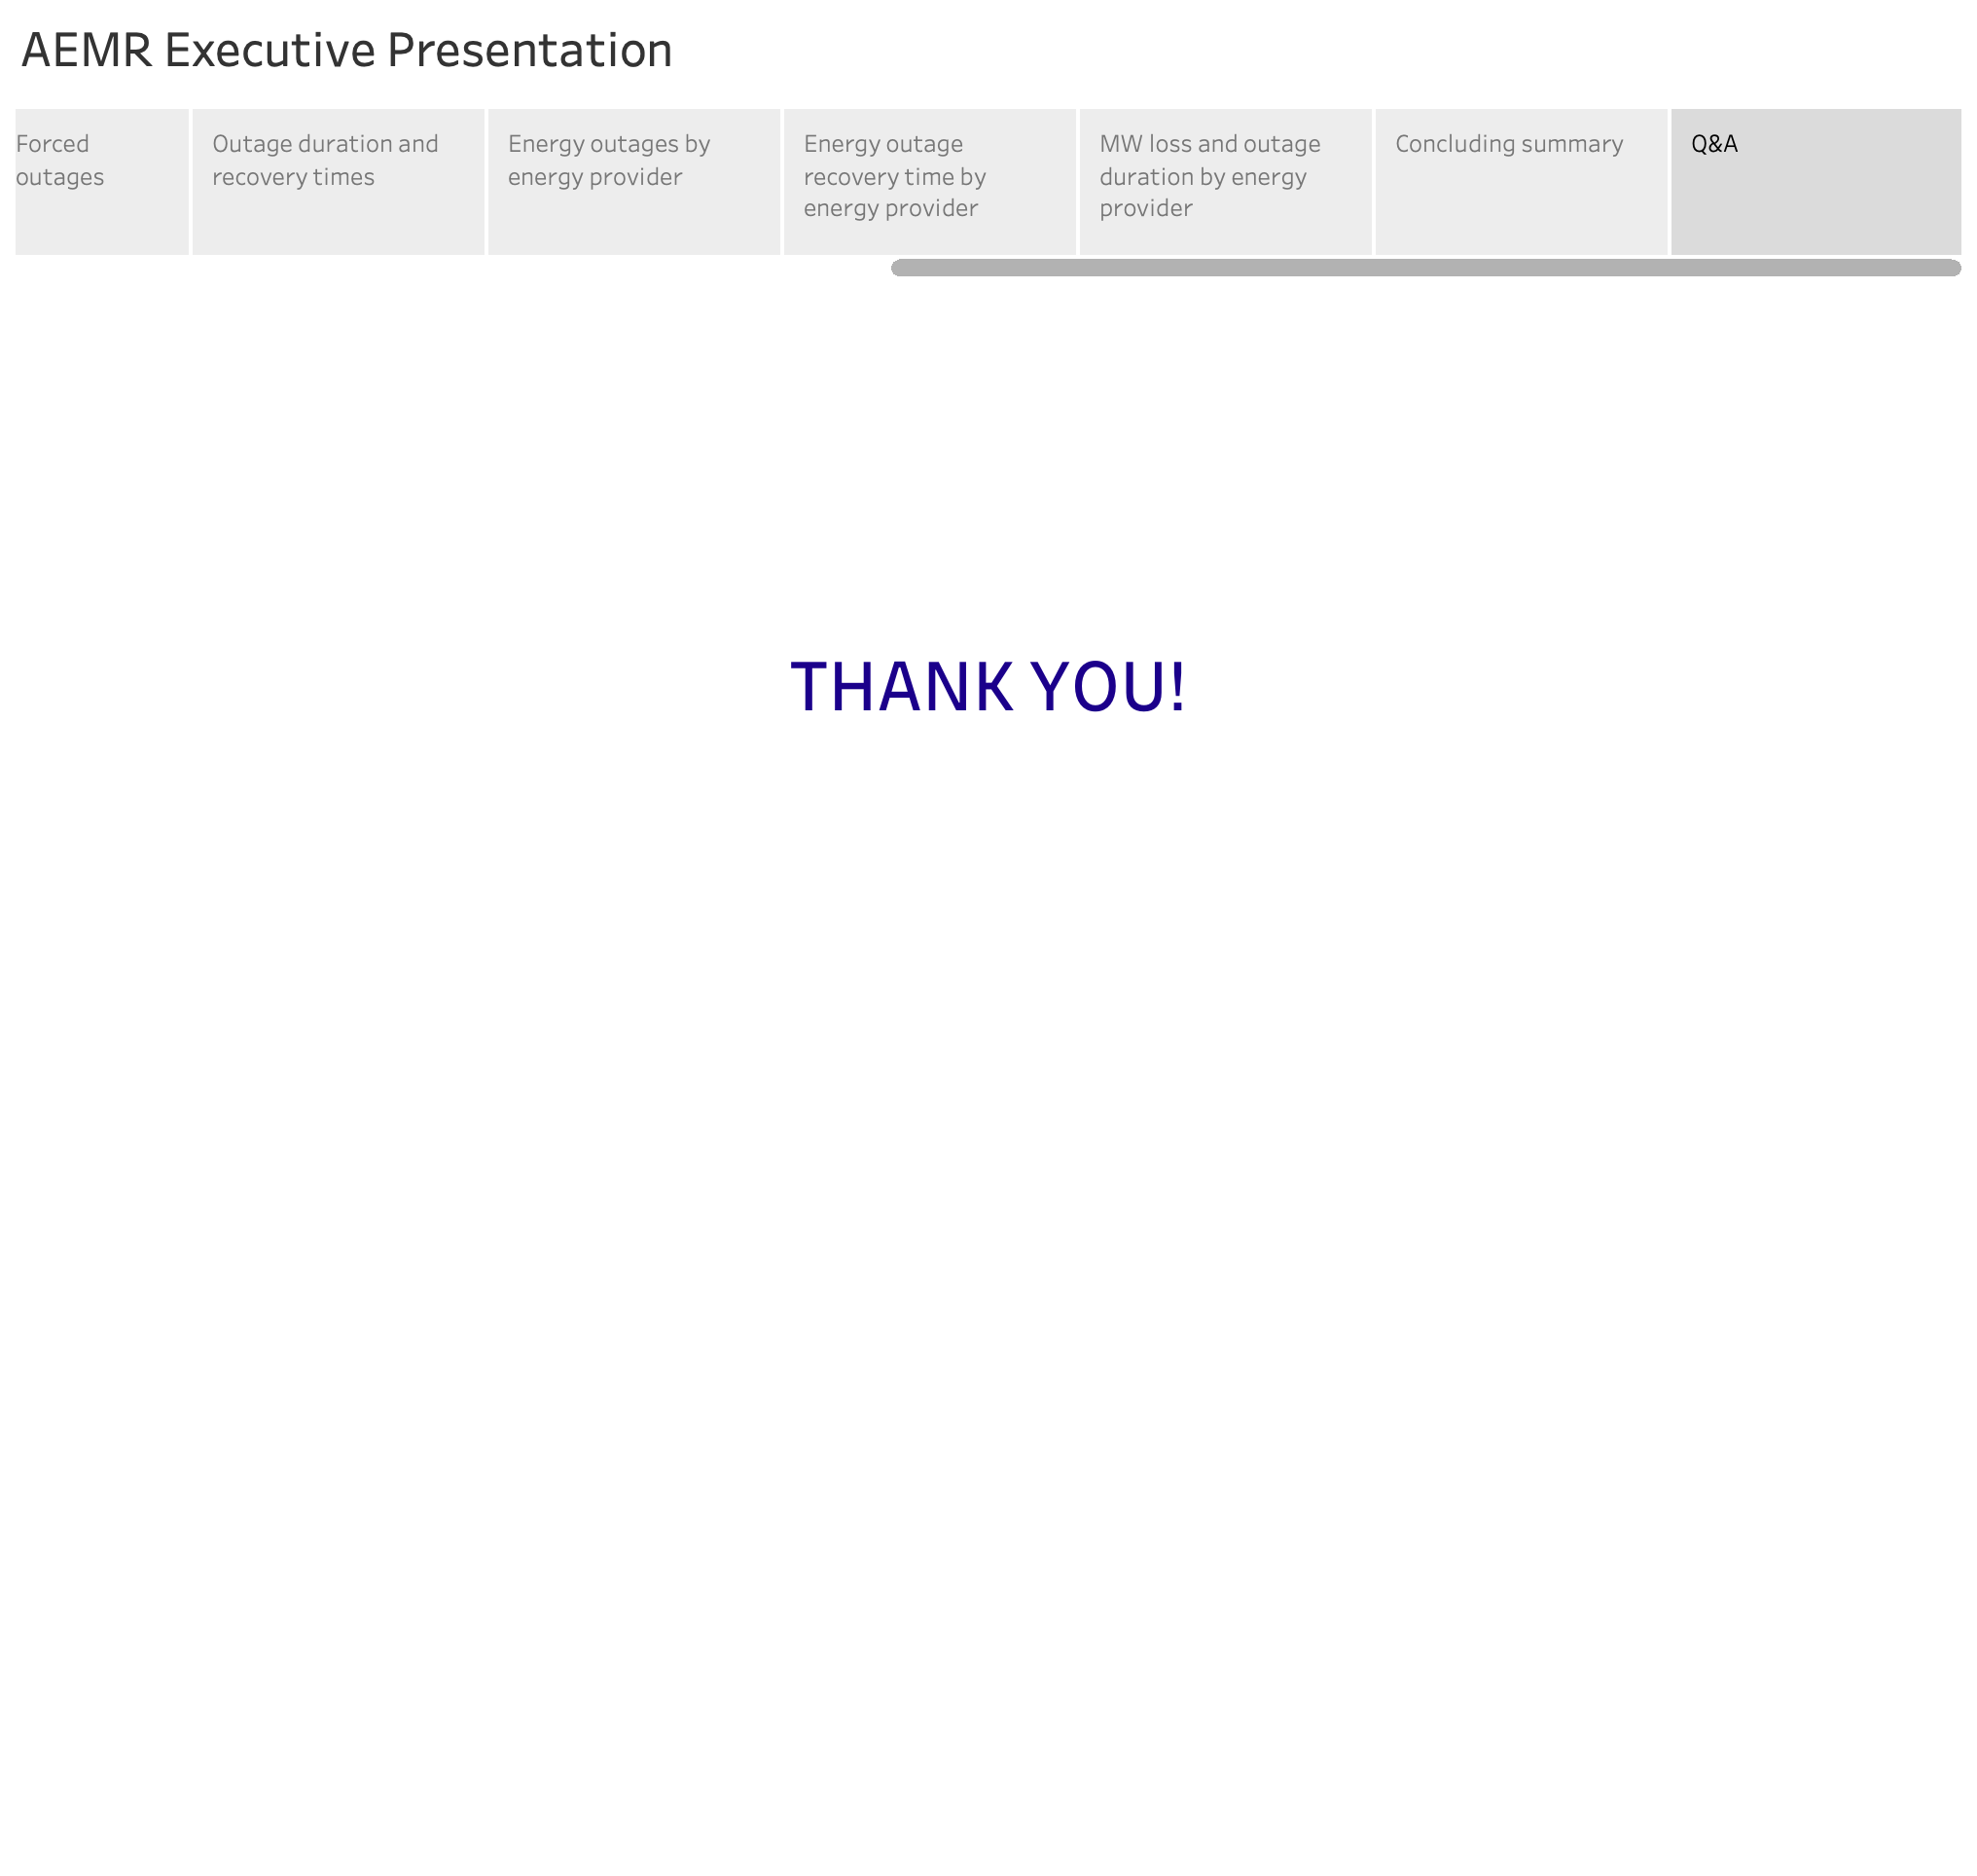 AEMR Executive Presentation
Forced
outages
Outage duration and
recovery times
Energy outages by
energy provider
Energy outage
recovery time by
energy provider
MW loss and outage
duration by energy
provider
Concluding summary
Q&A
THANK YOU!